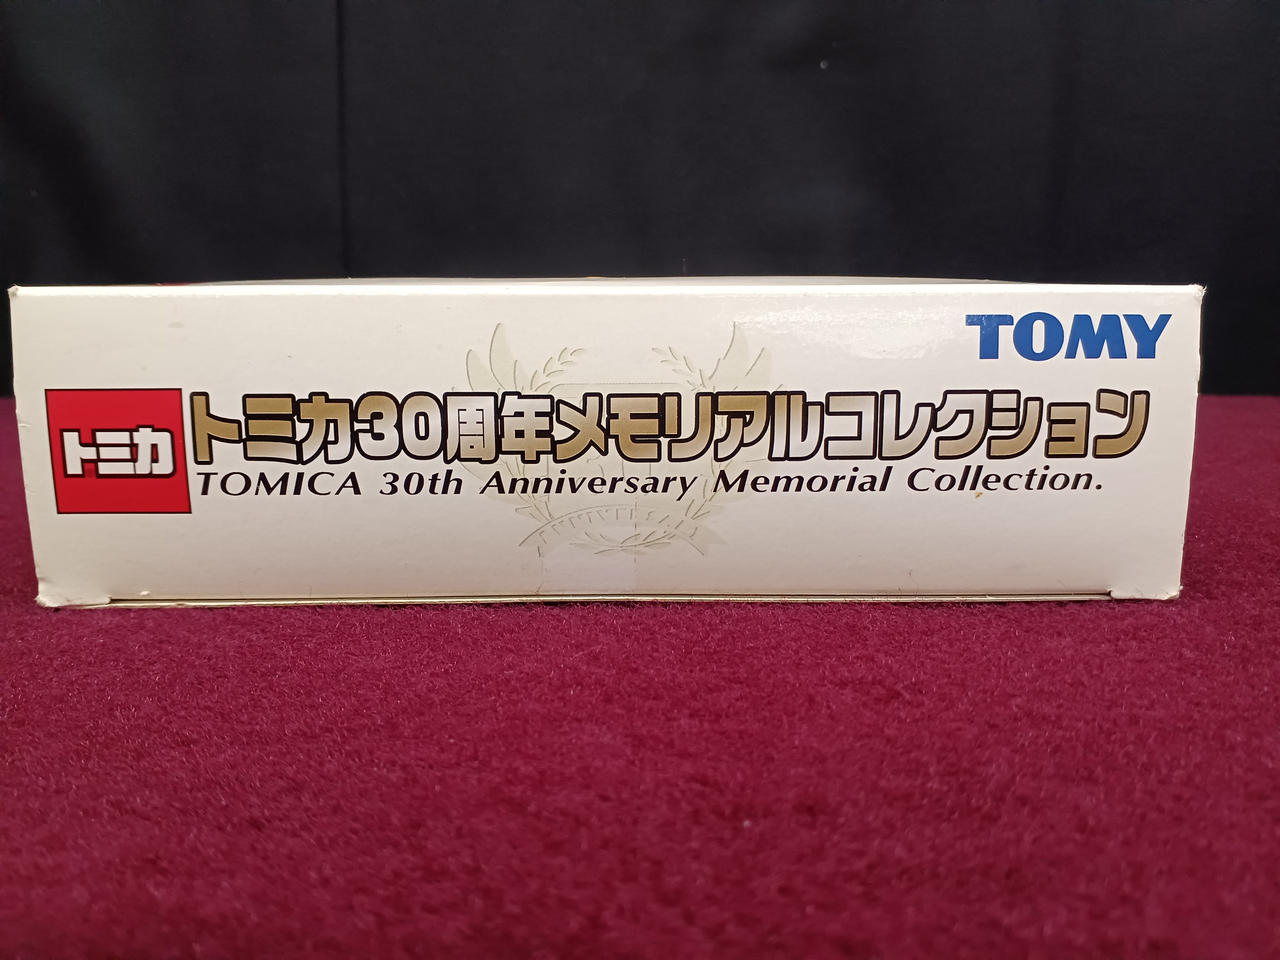 TOMY
トミカ
トミカ30周年メモリアルコレクション
TOMICA 30th Anniversary Memorial Collection.